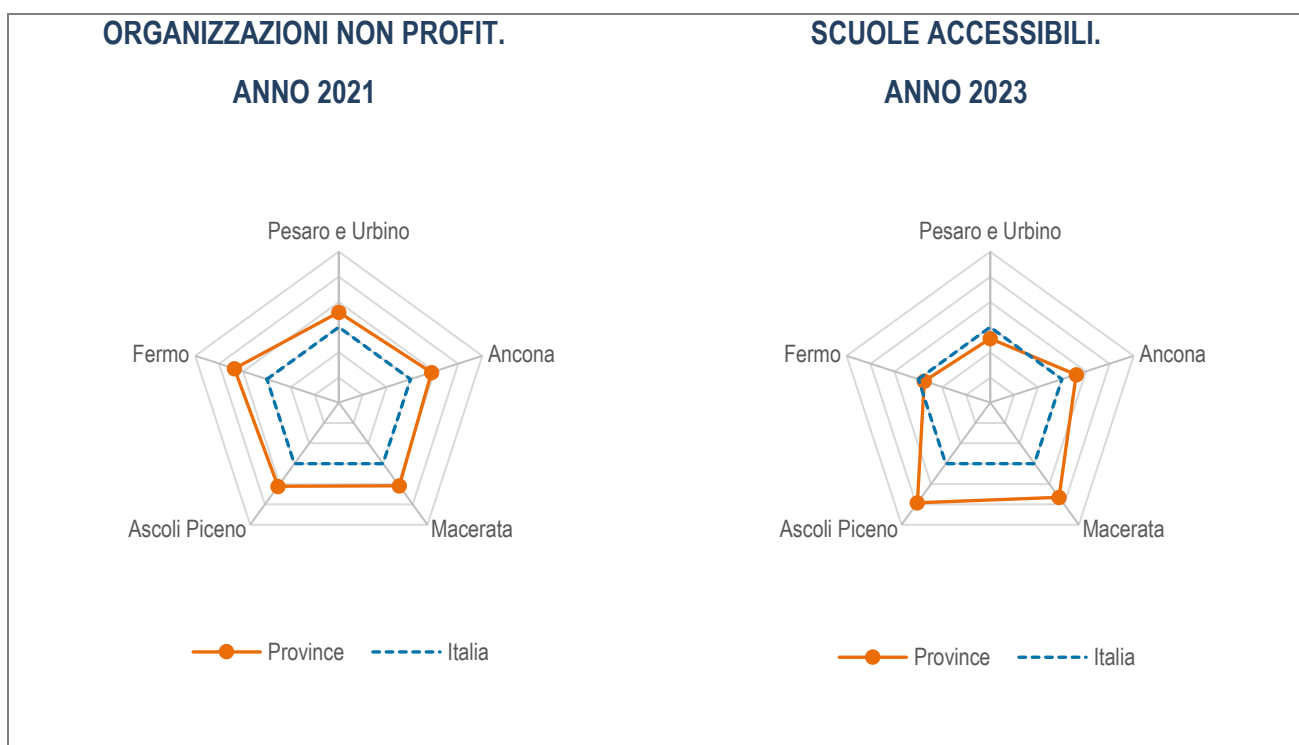 ORGANIZZAZIONI NON PROFIT.
ANNO 2021
Pesaro e Urbino
Fermo
Ancona
Ascoli Piceno
Macerata
Province
Italia
SCUOLE ACCESSIBILI.
ANNO 2023
Pesaro e Urbino
Fermo
Ancona
Ascoli Piceno
Macerata
Province
Italia